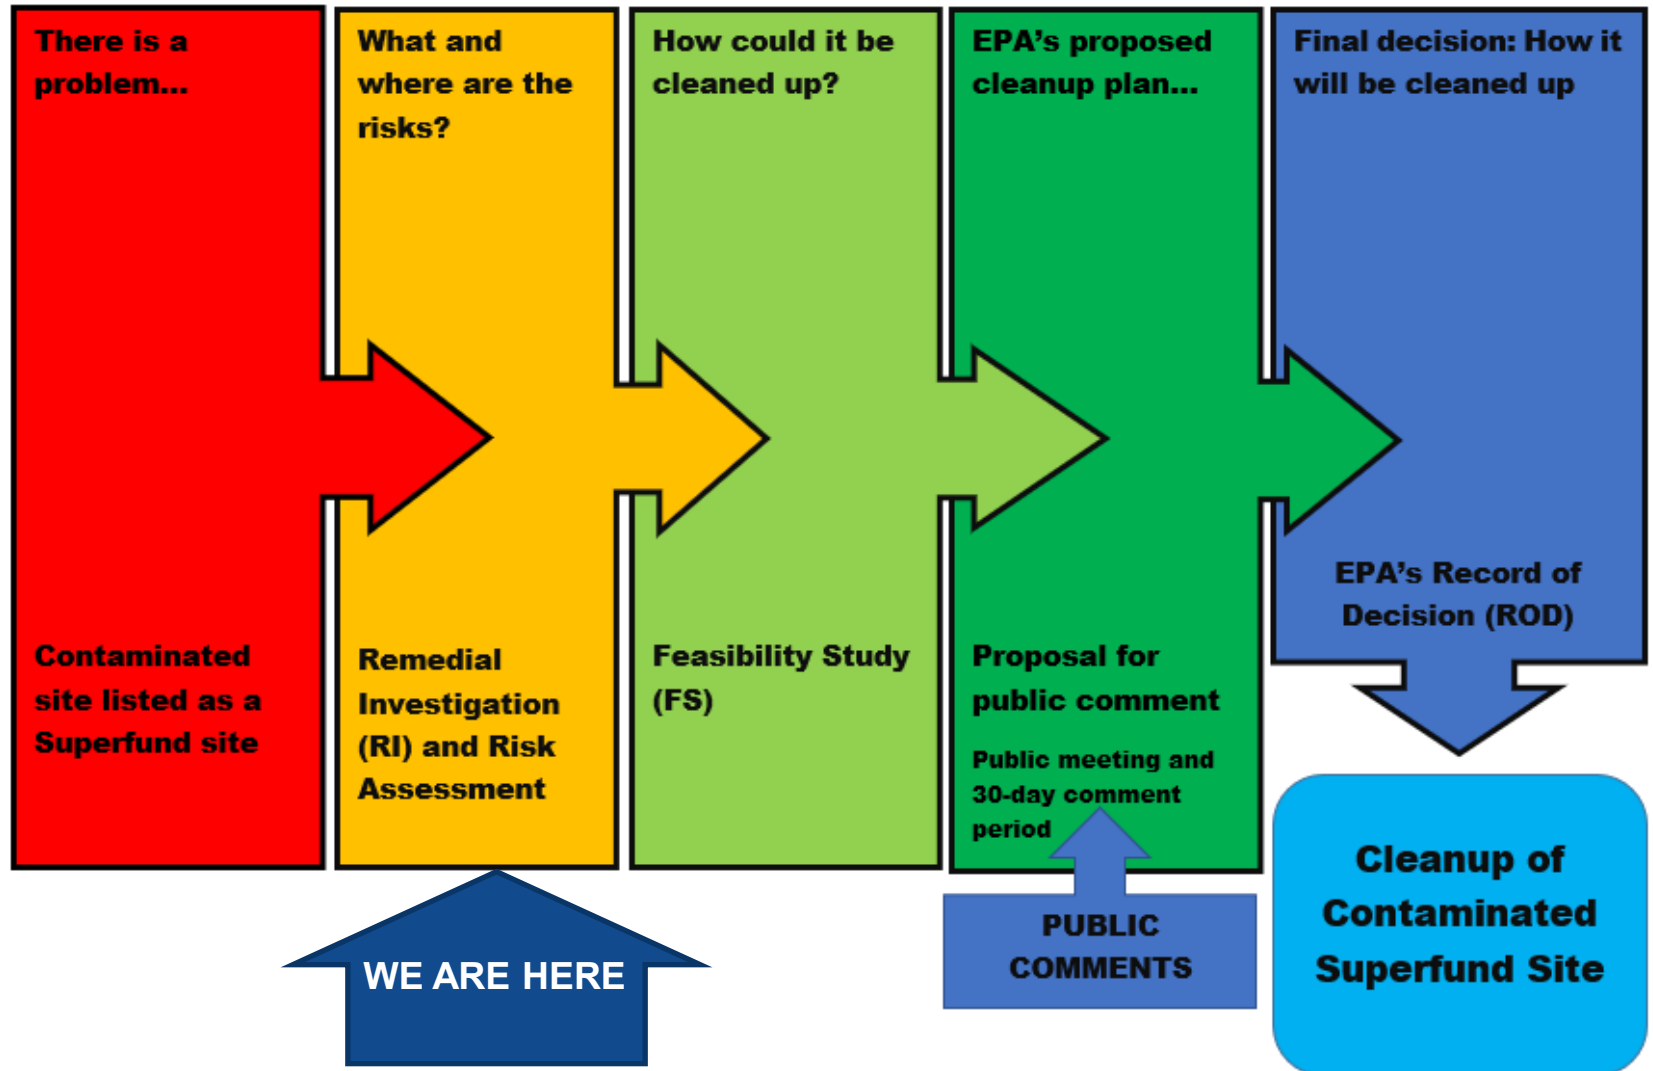 There is a
problem...
What and
where are the
risks?
How could it be
cleaned up?
EPA's proposed
cleanup plan...
Final decision: How it
will be cleaned up
Contaminated
site listed as a
Superfund site
Remedial
Investigation
(RI) and Risk
Assessment
Feasibility Study
(FS)
Proposal for
public comment
Public meeting and
30-day comment
period
EPA's Record of
Decision (ROD)
WE ARE HERE
PUBLIC
COMMENTS
Cleanup of
Contaminated
Superfund Site